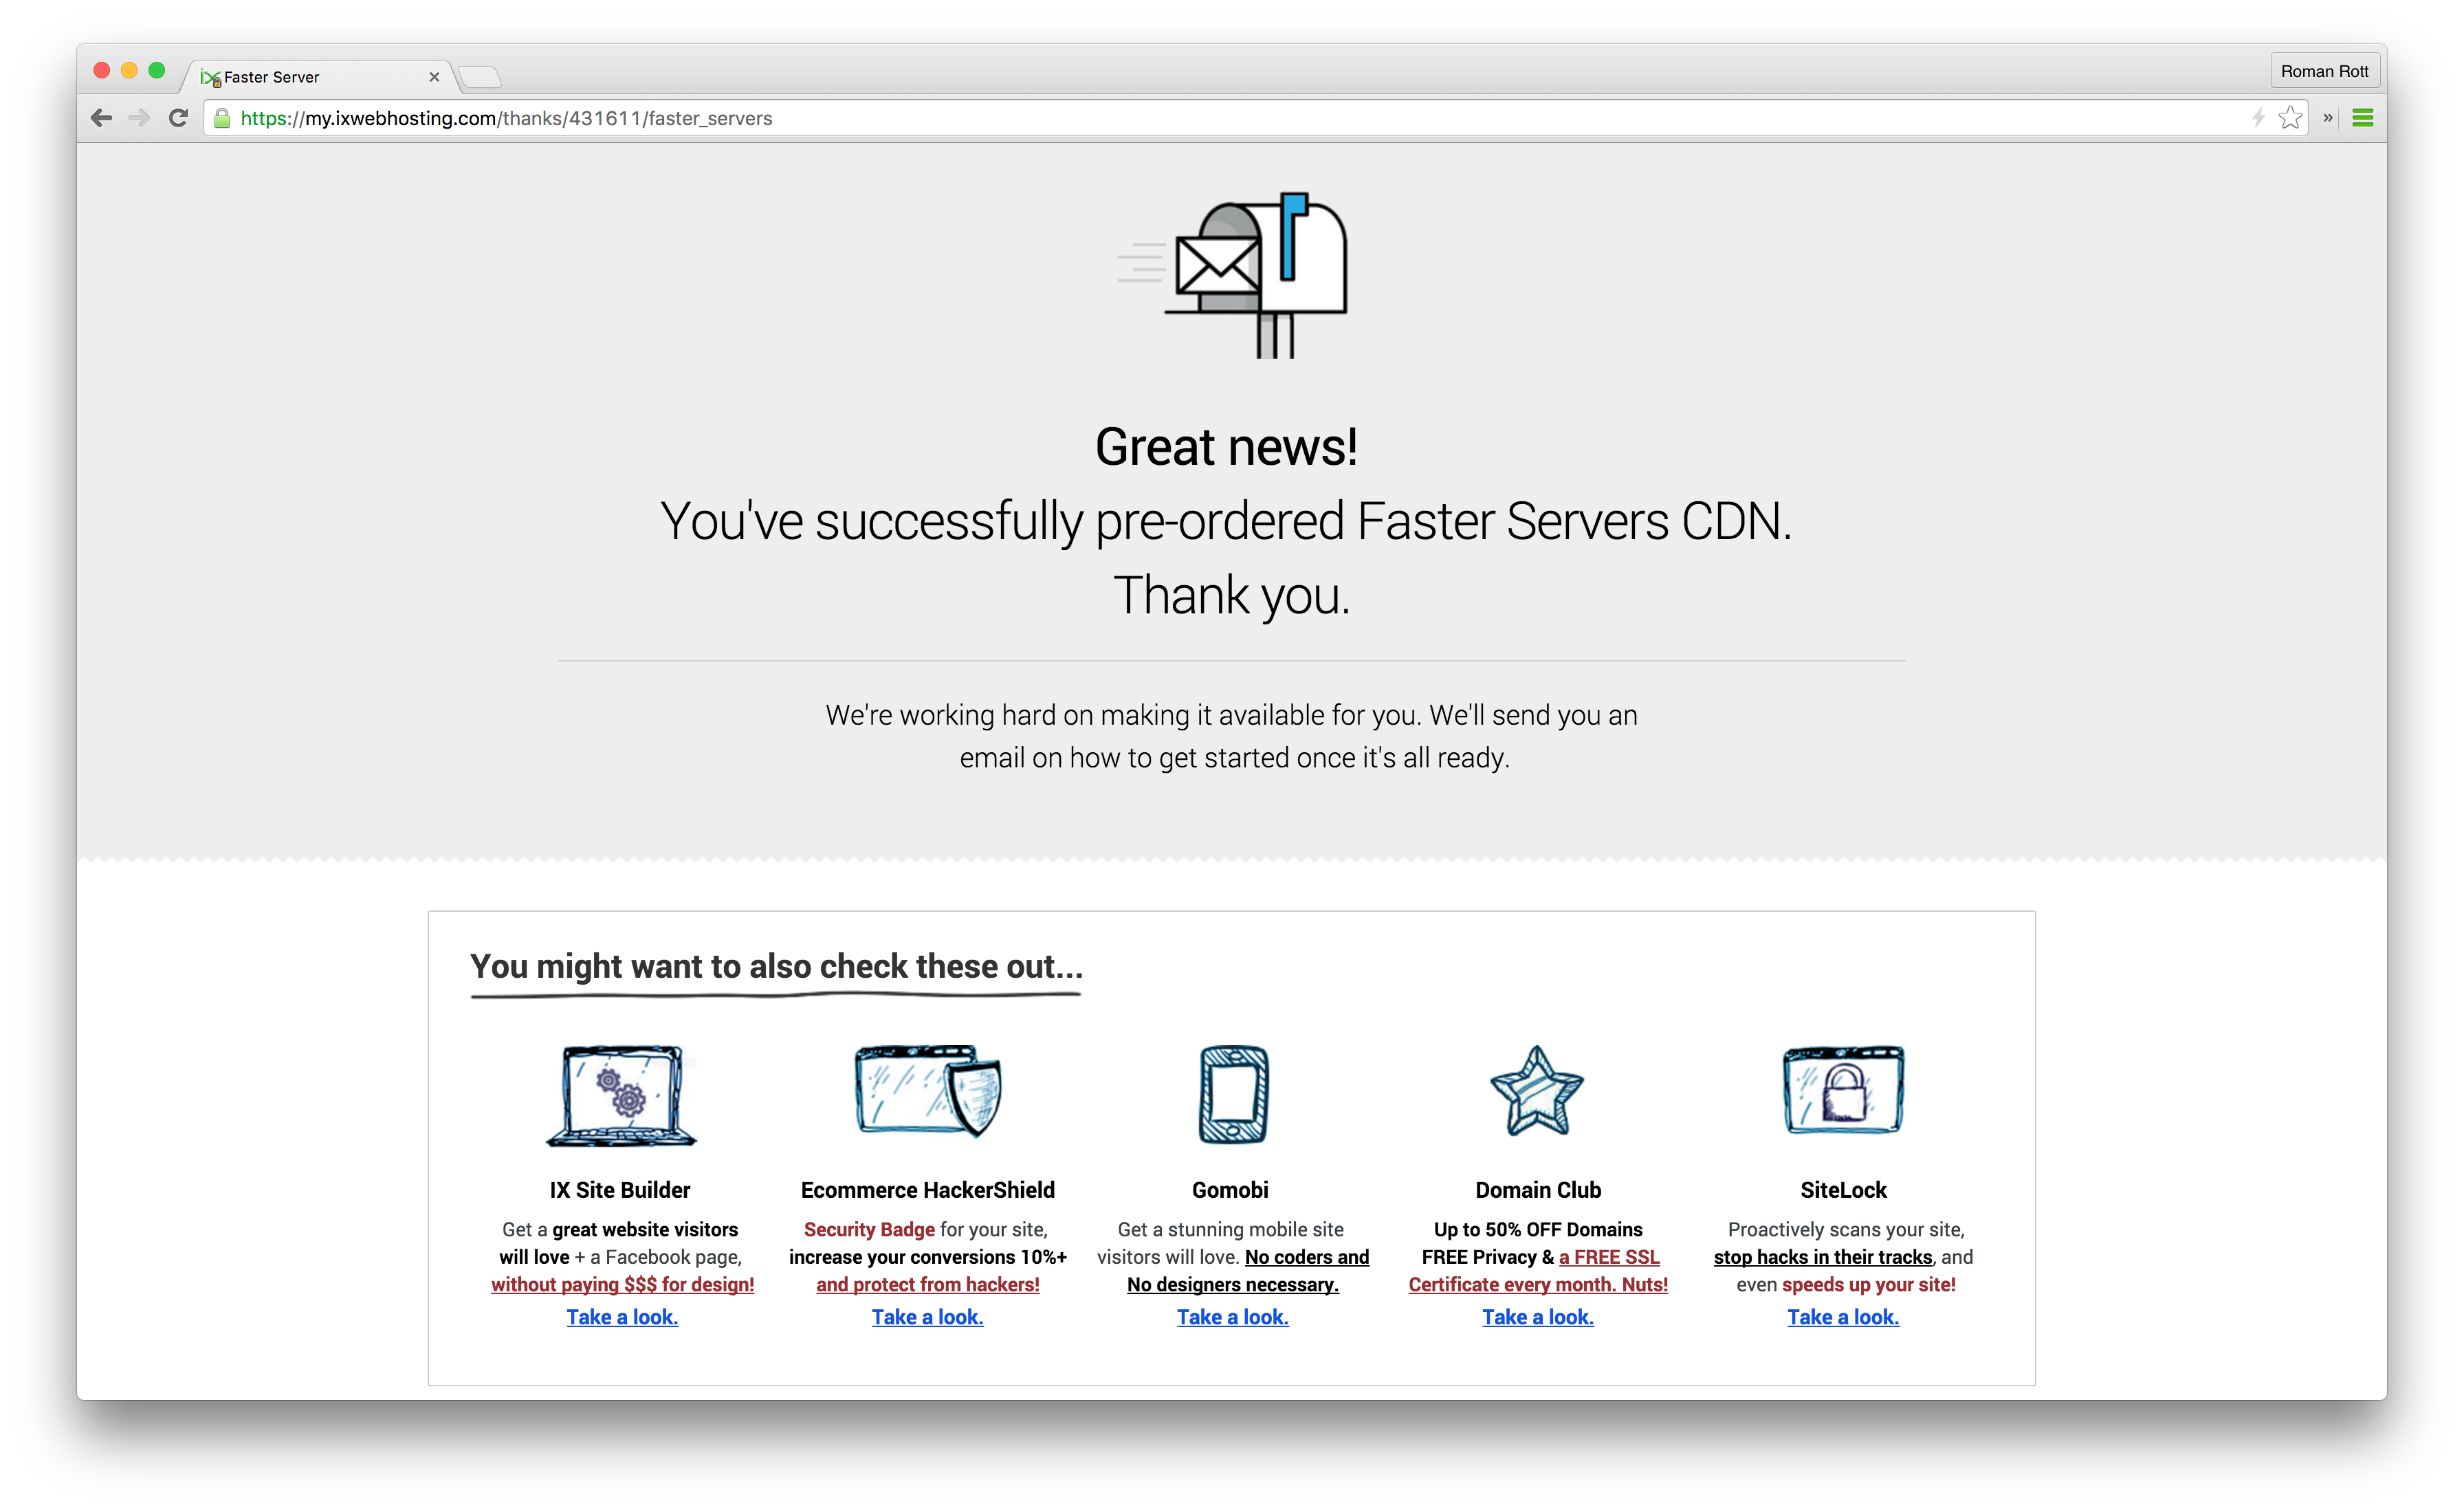 Faster Server
Roman Rott
https://my.ixwebhosting.com/thanks/431611/faster_servers
Great news!
You've successfully pre-ordered Faster Servers CDN.
Thank you.
We're working hard on making it available for you. We'll send you an
email on how to get started once it's all ready.
You might want to also check these out...
IX Site Builder
Get a great website visitors
will love + a Facebook page,
without paying $$$ for design!
Take a look.
Ecommerce HackerShield
Security Badge for your site,
increase your conversions 10%+
and protect from hackers!
Take a look.
Gomobi
Get a stunning mobile site
visitors will love. No coders and
No designers necessary.
Take a look.
Domain Club
Up to 50% OFF Domains
FREE Privacy & a FREE SSL
Certificate every month. Nuts!
Take a look.
SiteLock
Proactively scans your site,
stop hacks in their tracks, and
even speeds up your site!
Take a look.